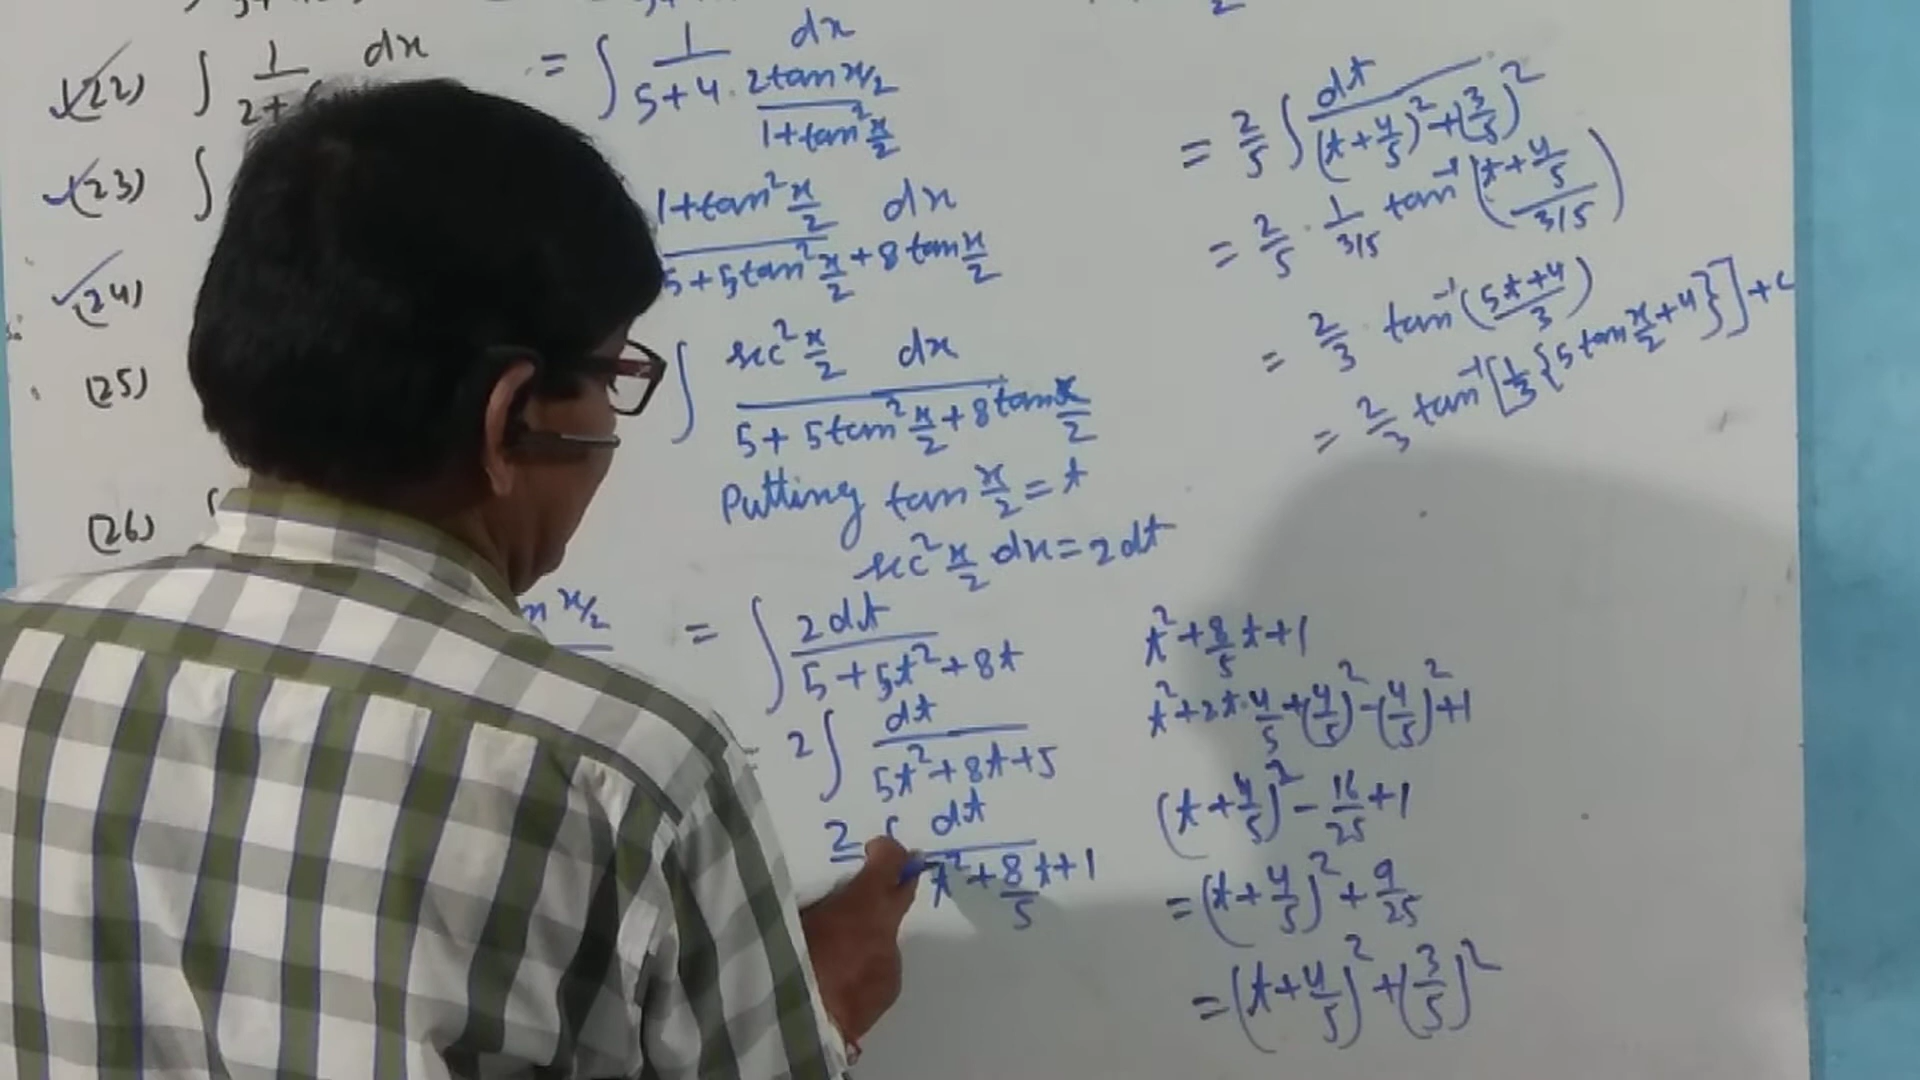 (22) ∫ 1/2+ dx
(23) ∫
(24)
(25)
(26)
= ∫ 1/(5+4·(2tan x/2)/(1+tan² x/2)) dx
(1+tan² x/2)/(5+5tan² x/2+8tan x/2) dx
∫ (sec² x/2 dx)/(5+5tan² x/2+8tan x/2)
Putting tan x/2 = t
sec² x/2 dx = 2dt
x/2
= ∫ 2dt/(5+5t²+8t)
= 2∫ dt/(5t²+8t+5)
2 ∫ dt/(t²+8/5 t+1)
= 2/5 ∫ dt/((t+4/5)²+(3/5)²)
= 2/5 · 1/(3/5) tan⁻¹((t+4/5)/(3/5))
= 2/3 · tan⁻¹((5t+4)/3)
= 2/3 tan⁻¹[1/3{5tan x/2+4}]+c
t²+8/5 t+1
t²+2t·4/5+(4/5)²-(4/5)²+1
(t+4/5)²-16/25+1
=(t+4/5)²+9/25
=(t+4/5)²+(3/5)²